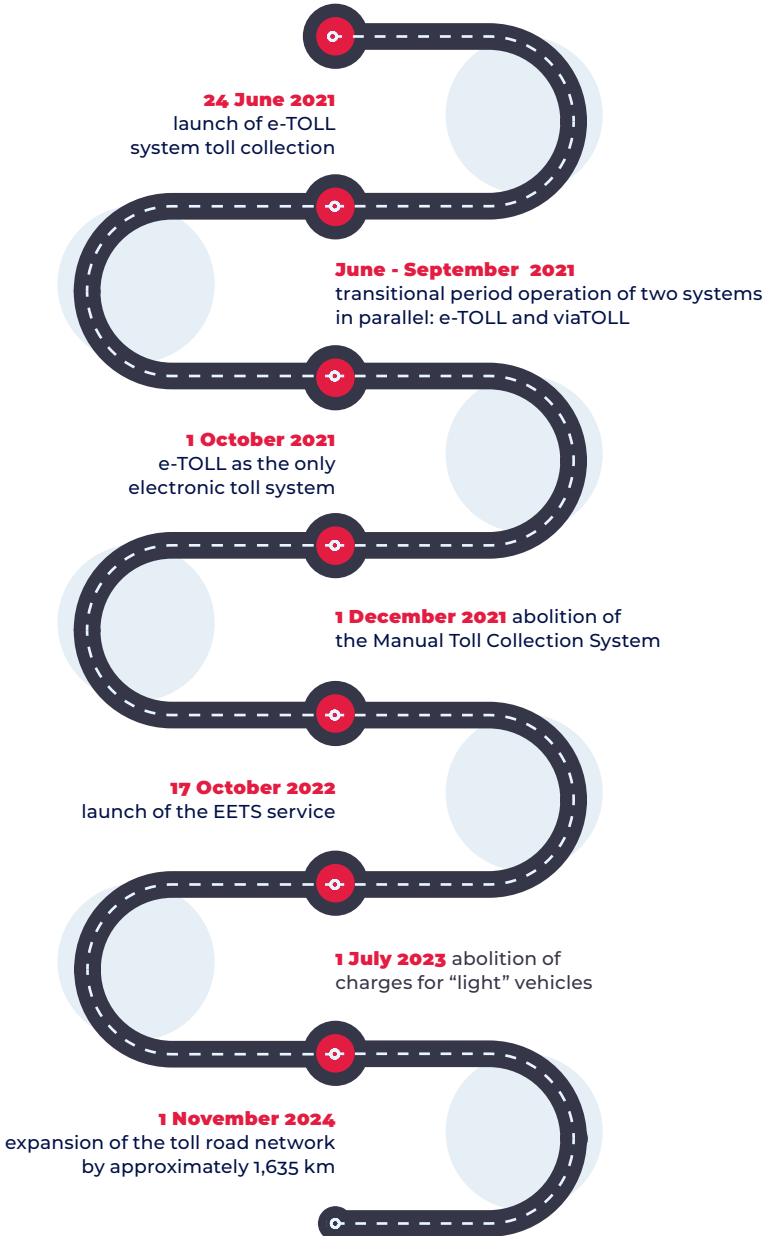 24 June 2021
launch of e-TOLL
system toll collection
June - September 2021
transitional period operation of two systems
in parallel: e-TOLL and viaTOLL
1 October 2021
e-TOLL as the only
electronic toll system
1 December 2021 abolition of
the Manual Toll Collection System
17 October 2022
launch of the EETS service
1 July 2023 abolition of
charges for “light” vehicles
1 November 2024
expansion of the toll road network
by approximately 1,635 km